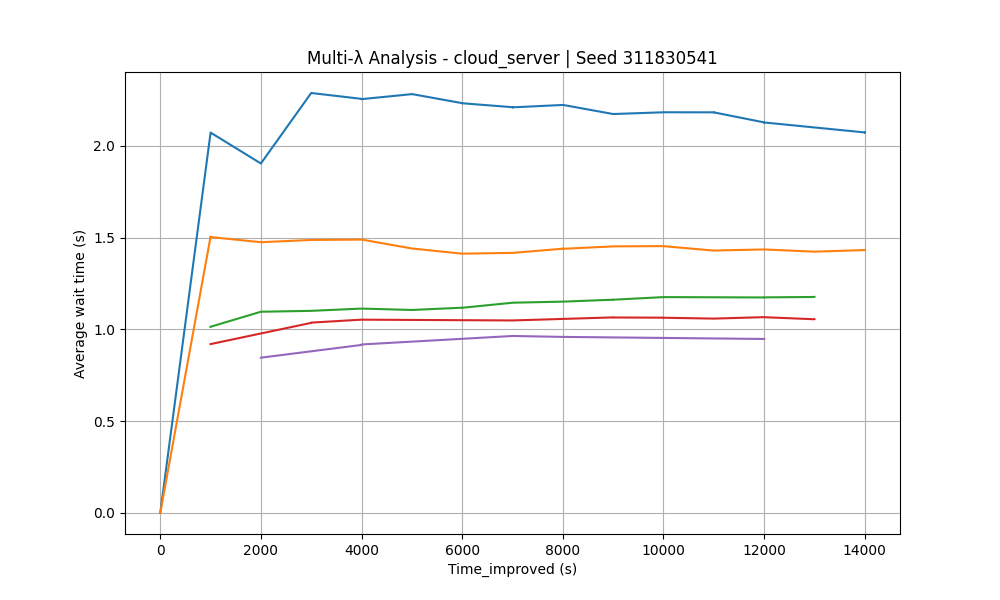 Multi-λ Analysis - cloud_server | Seed 311830541
Average wait time (s)
2.0
1.5
1.0
0.5
0.0
0 2000 4000 6000 8000 10000 12000 14000
Time_improved (s)